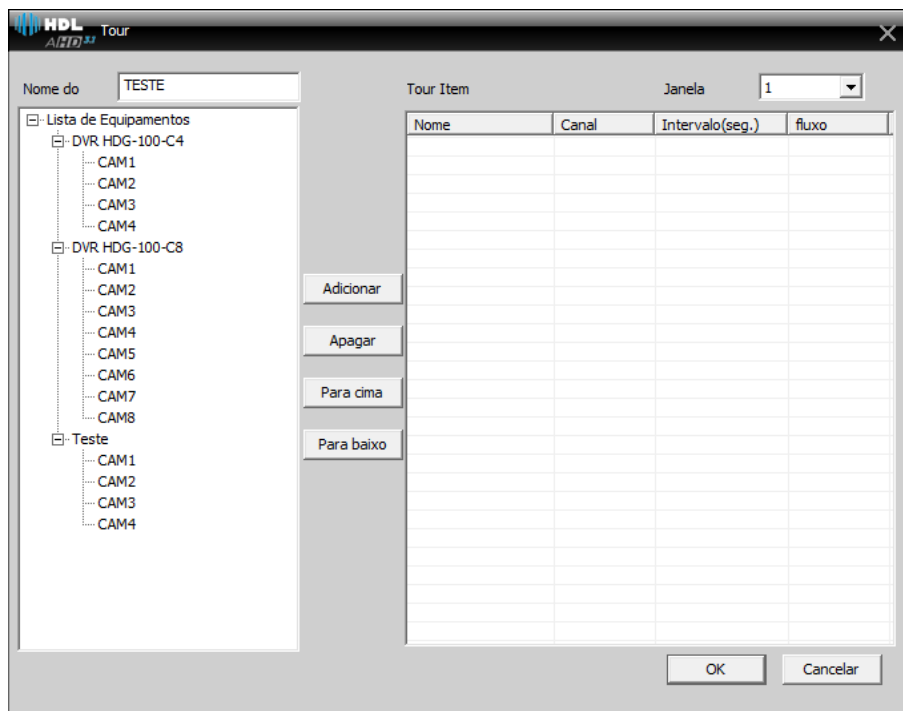 HDL
AHD 3.1
Tour
Nome do TESTE
Tour Item
Janela 1
Lista de Equipamentos
DVR HDG-100-C4
CAM1
CAM2
CAM3
CAM4
DVR HDG-100-C8
CAM1
CAM2
CAM3
CAM4
CAM5
CAM6
CAM7
CAM8
Teste
CAM1
CAM2
CAM3
CAM4
Adicionar
Apagar
Para cima
Para baixo
Nome Canal Intervalo(seg.) fluxo
OK Cancelar